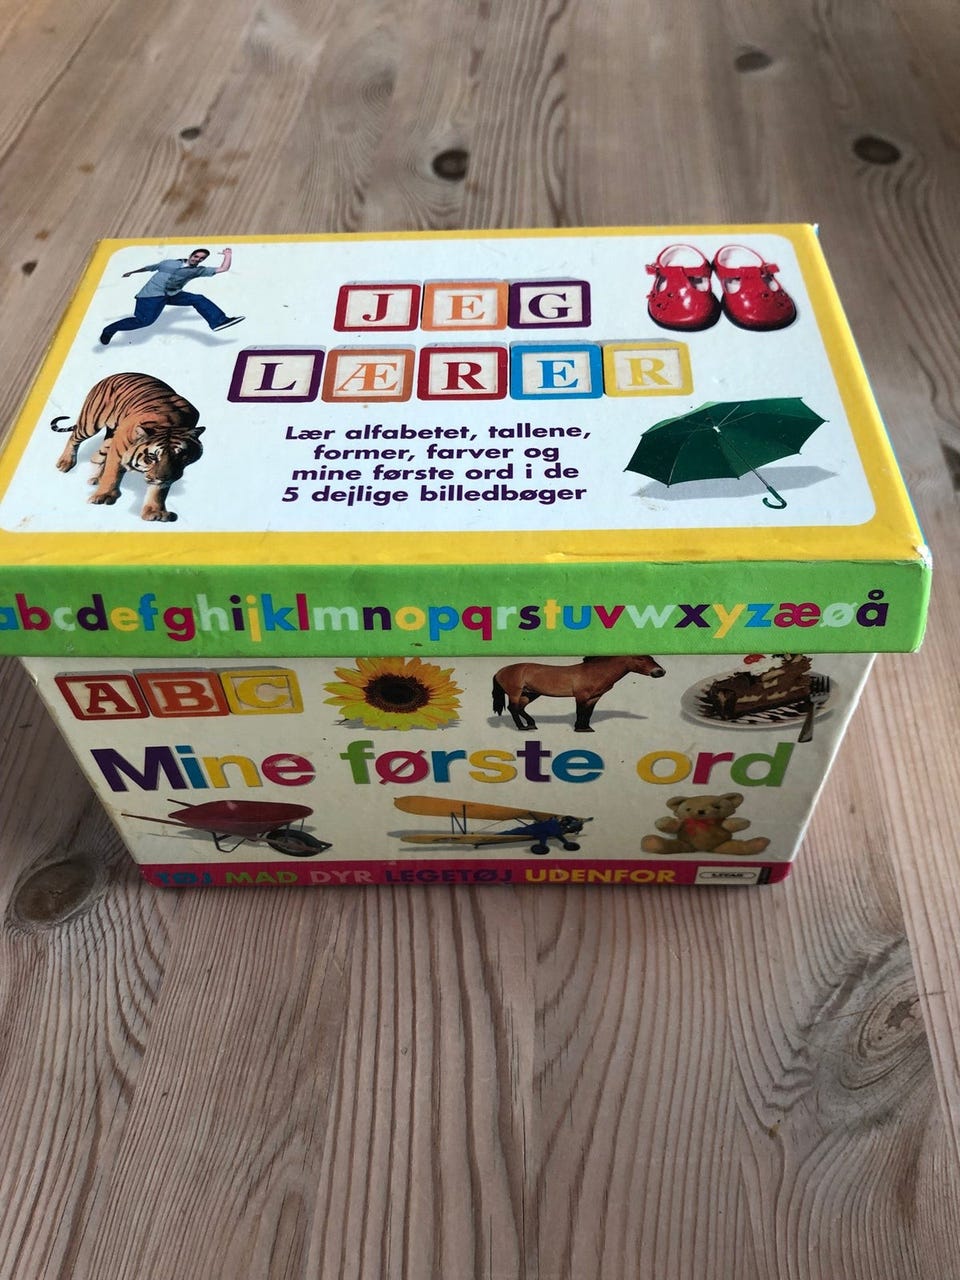 JEG
LÆRER
Lær alfabetet, tallene,
former, farver og
mine første ord i de
5 dejlige billedbøger
abcdefghijklmnopqrstuvwxyzæøå
ABC
Mine første ord
TØJ MAD DYR LEGETØJ UDENFOR